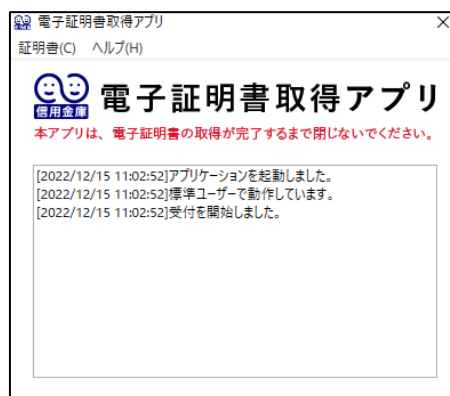 電子証明書取得アプリ
証明書(C) ヘルプ(H)
信用金庫 電子証明書取得アプリ
本アプリは、電子証明書の取得が完了するまで閉じないでください。
[2022/12/15 11:02:52]アプリケーションを起動しました。
[2022/12/15 11:02:52]標準ユーザーで動作しています。
[2022/12/15 11:02:52]受付を開始しました。